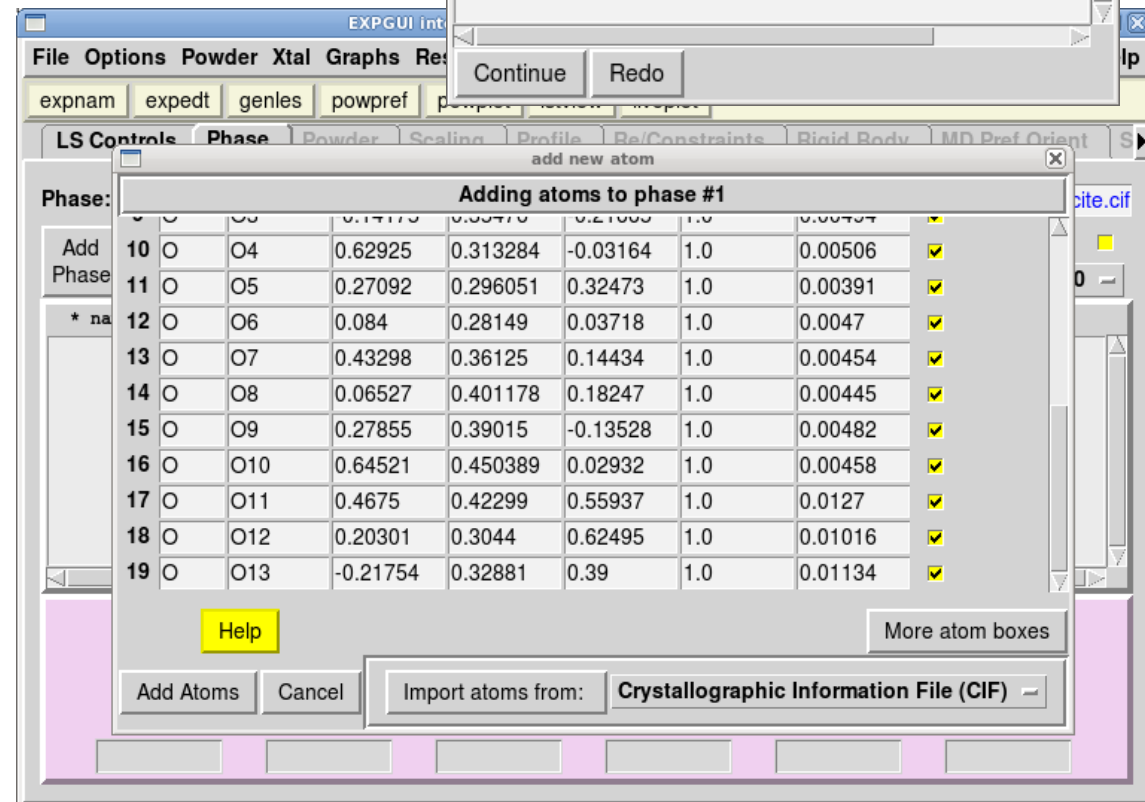 EXPGUI int
File Options Powder Xtal Graphs Res lp
Continue Redo
expnam expedt genles powpref
LS Controls Phase Powder Scaling Profile Re/Constraints Rigid Body MD Pref Orient S
add new atom
Phase: Adding atoms to phase #1 cite.cif
Add Phase
* na
0
10 O O4 0.62925 0.313284 -0.03164 1.0 0.00506
11 O O5 0.27092 0.296051 0.32473 1.0 0.00391
12 O O6 0.084 0.28149 0.03718 1.0 0.0047
13 O O7 0.43298 0.36125 0.14434 1.0 0.00454
14 O O8 0.06527 0.401178 0.18247 1.0 0.00445
15 O O9 0.27855 0.39015 -0.13528 1.0 0.00482
16 O O10 0.64521 0.450389 0.02932 1.0 0.00458
17 O O11 0.4675 0.42299 0.55937 1.0 0.0127
18 O O12 0.20301 0.3044 0.62495 1.0 0.01016
19 O O13 -0.21754 0.32881 0.39 1.0 0.01134
Help More atom boxes
Add Atoms Cancel Import atoms from: Crystallographic Information File (CIF)